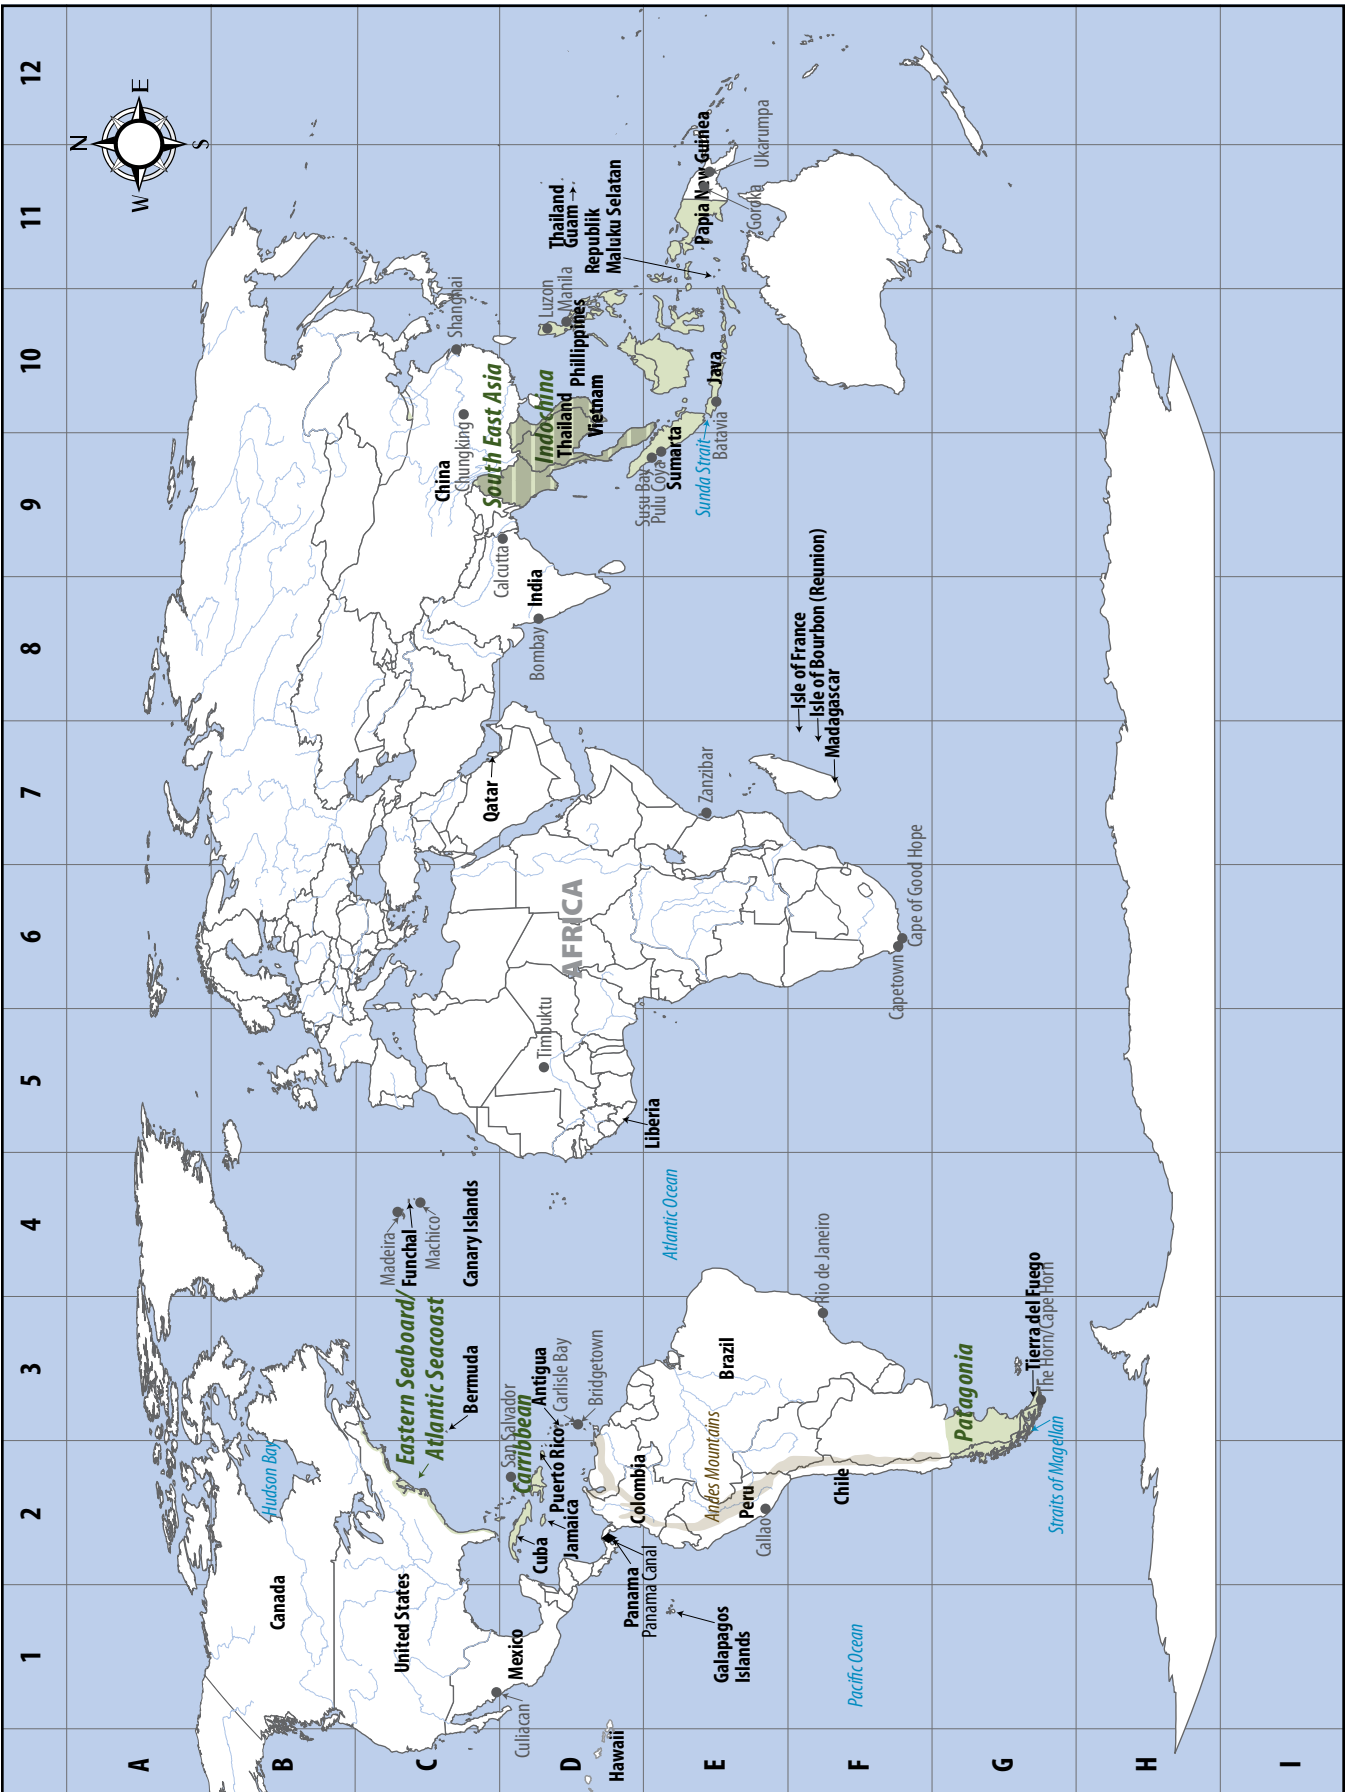 1
2
3
4
5
6
7
8
9
10
11
12
A
B
C
D
E
F
G
H
I
N
E
S
W
Canada
Hudson Bay
United States
Mexico
Culiacan
Hawaii
Eastern Seaboard/
Atlantic Seacoast
Bermuda
San Salvador
Carribbean
Cuba
Jamaica
Puerto Rico
Antigua
Carlisle Bay
Bridgetown
Panama
Panama Canal
Galapagos
Islands
Pacific Ocean
Colombia
Andes Mountains
Peru
Callao
Brazil
Chile
Rio de Janeiro
Patagonia
Tierra del Fuego
The Horn/Cape Horn
Straits of Magellan
Madeira
Funchal
Machico
Canary Islands
Atlantic Ocean
Liberia
Timbuktu
AFRICA
Capetown
Cape of Good Hope
Zanzibar
Qatar
Isle of France
Isle of Bourbon (Reunion)
Madagascar
Bombay
India
Calcutta
China
Chungking
Shanghai
South East Asia
Indochina
Thailand
Vietnam
Phillippines
Luzon
Manila
Susu Bay
Pulu Coya
Sumarta
Sunda Strait
Batavia
Java
Thailand
Guam
Republik
Maluku Selatan
Papia New Guinea
Goroka
Ukarumpa